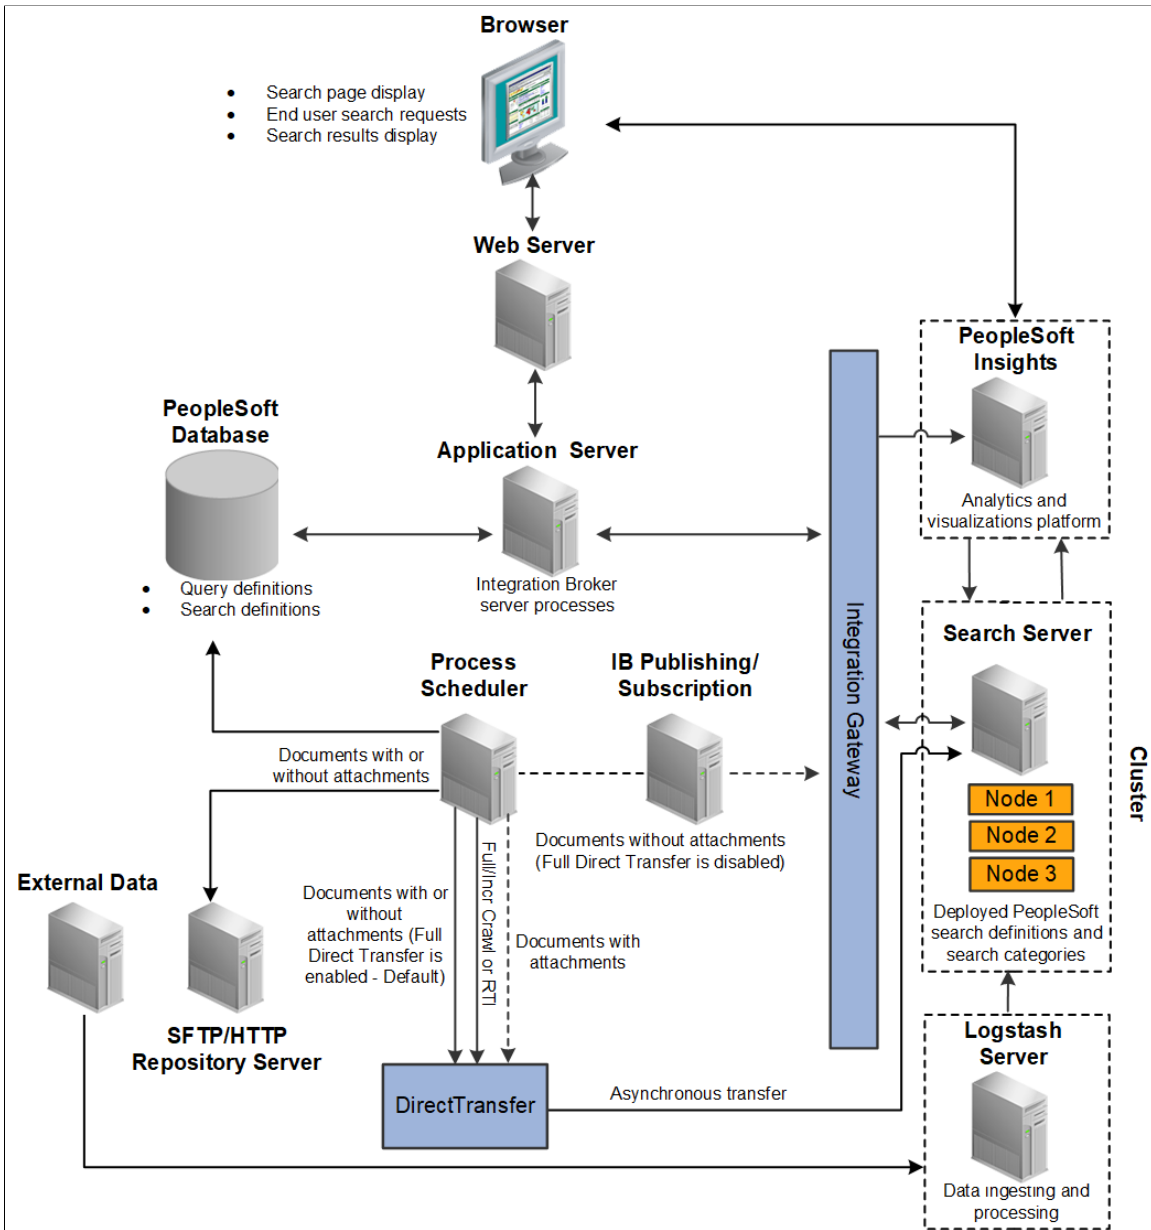 Browser
• Search page display
• End user search requests
• Search results display
Web Server
PeopleSoft
Insights
Analytics and
visualizations platform
PeopleSoft
Database
• Query definitions
• Search definitions
Application Server
Integration Broker
server processes
Integration Gateway
Search Server
Node 1
Node 2
Node 3
Deployed PeopleSoft
search definitions and
search categories
Cluster
Process
Scheduler
IB Publishing/
Subscription
Documents with or
without attachments
Documents without attachments
(Full Direct Transfer is disabled)
External Data
SFTP/HTTP
Repository Server
Documents with or
without
attachments (Full
Direct Transfer is
enabled - Default)
Full/Incr Crawl or RTI
Documents with
attachments
DirectTransfer
Asynchronous transfer
Logstash
Server
Data ingesting and
processing